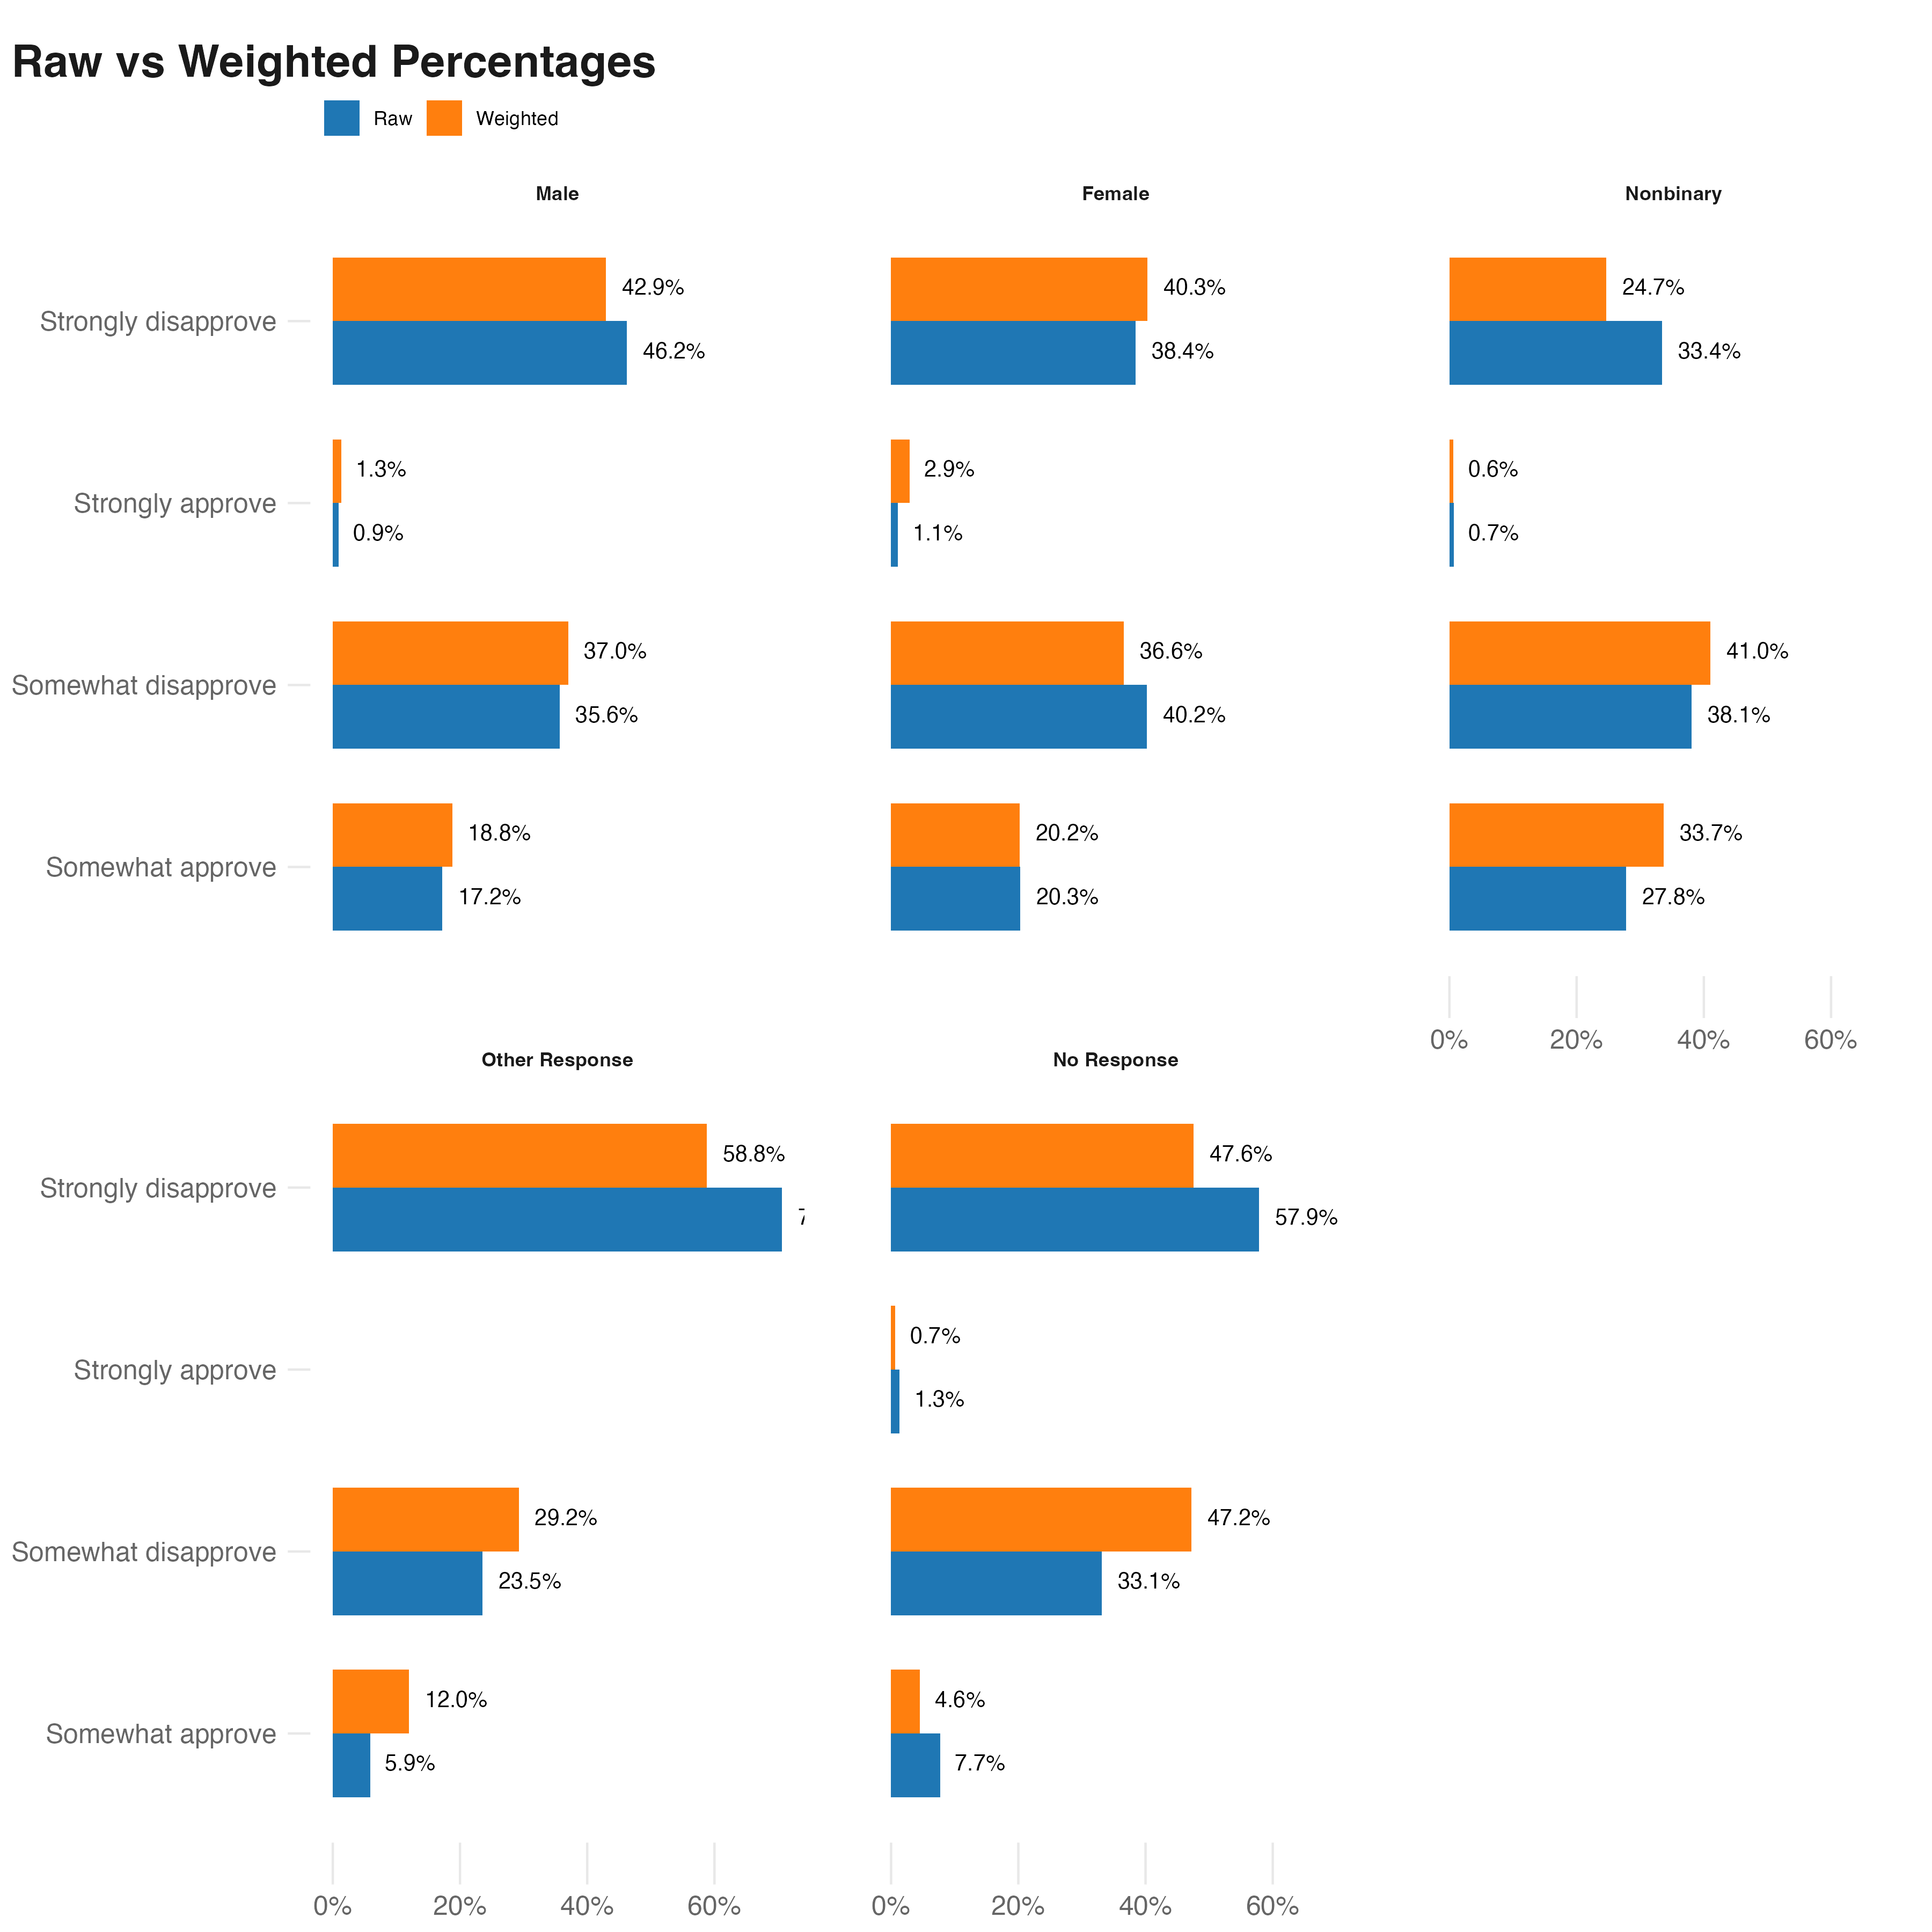 Raw vs Weighted Percentages
Raw Weighted
Male Female Nonbinary
42.9% 40.3% 24.7%
Strongly disapprove
46.2% 38.4% 33.4%
1.3% 2.9% 0.6%
Strongly approve
0.9% 1.1% 0.7%
37.0% 36.6% 41.0%
Somewhat disapprove
35.6% 40.2% 38.1%
18.8% 20.2% 33.7%
Somewhat approve
17.2% 20.3% 27.8%
0% 20% 40% 60%
Other Response No Response
58.8% 47.6%
Strongly disapprove
57.9%
0.7%
Strongly approve
1.3%
29.2% 47.2%
Somewhat disapprove
23.5% 33.1%
12.0% 4.6%
Somewhat approve
5.9% 7.7%
0% 20% 40% 60% 0% 20% 40% 60%